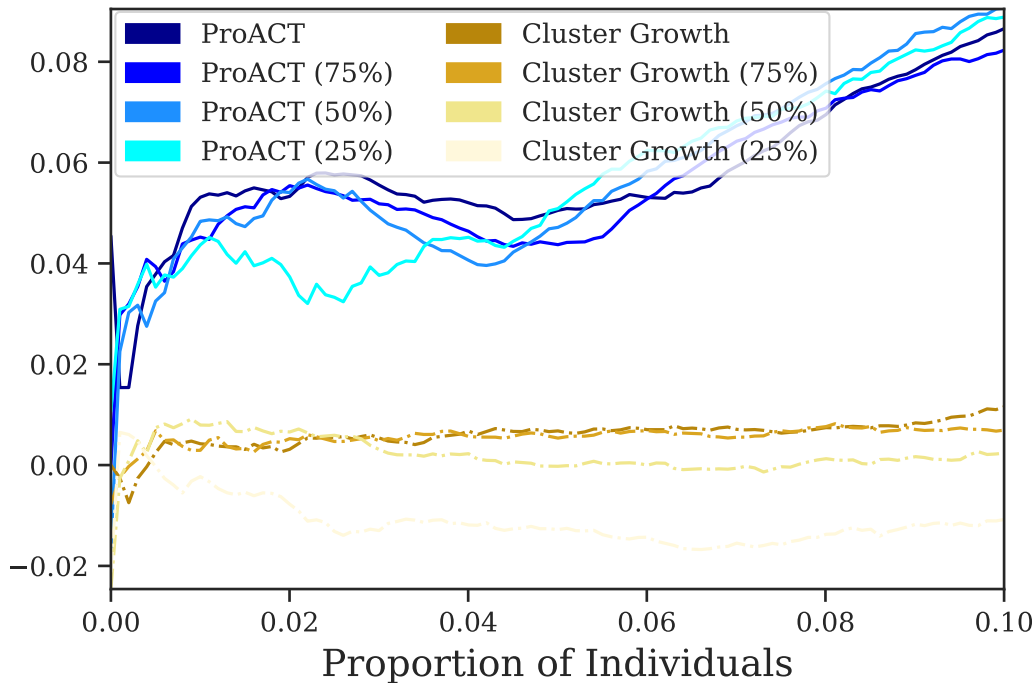 ProACT
ProACT (75%)
ProACT (50%)
ProACT (25%)
Cluster Growth
Cluster Growth (75%)
Cluster Growth (50%)
Cluster Growth (25%)
0.08
0.06
0.04
0.02
0.00
−0.02
0.00 0.02 0.04 0.06 0.08 0.10
Proportion of Individuals